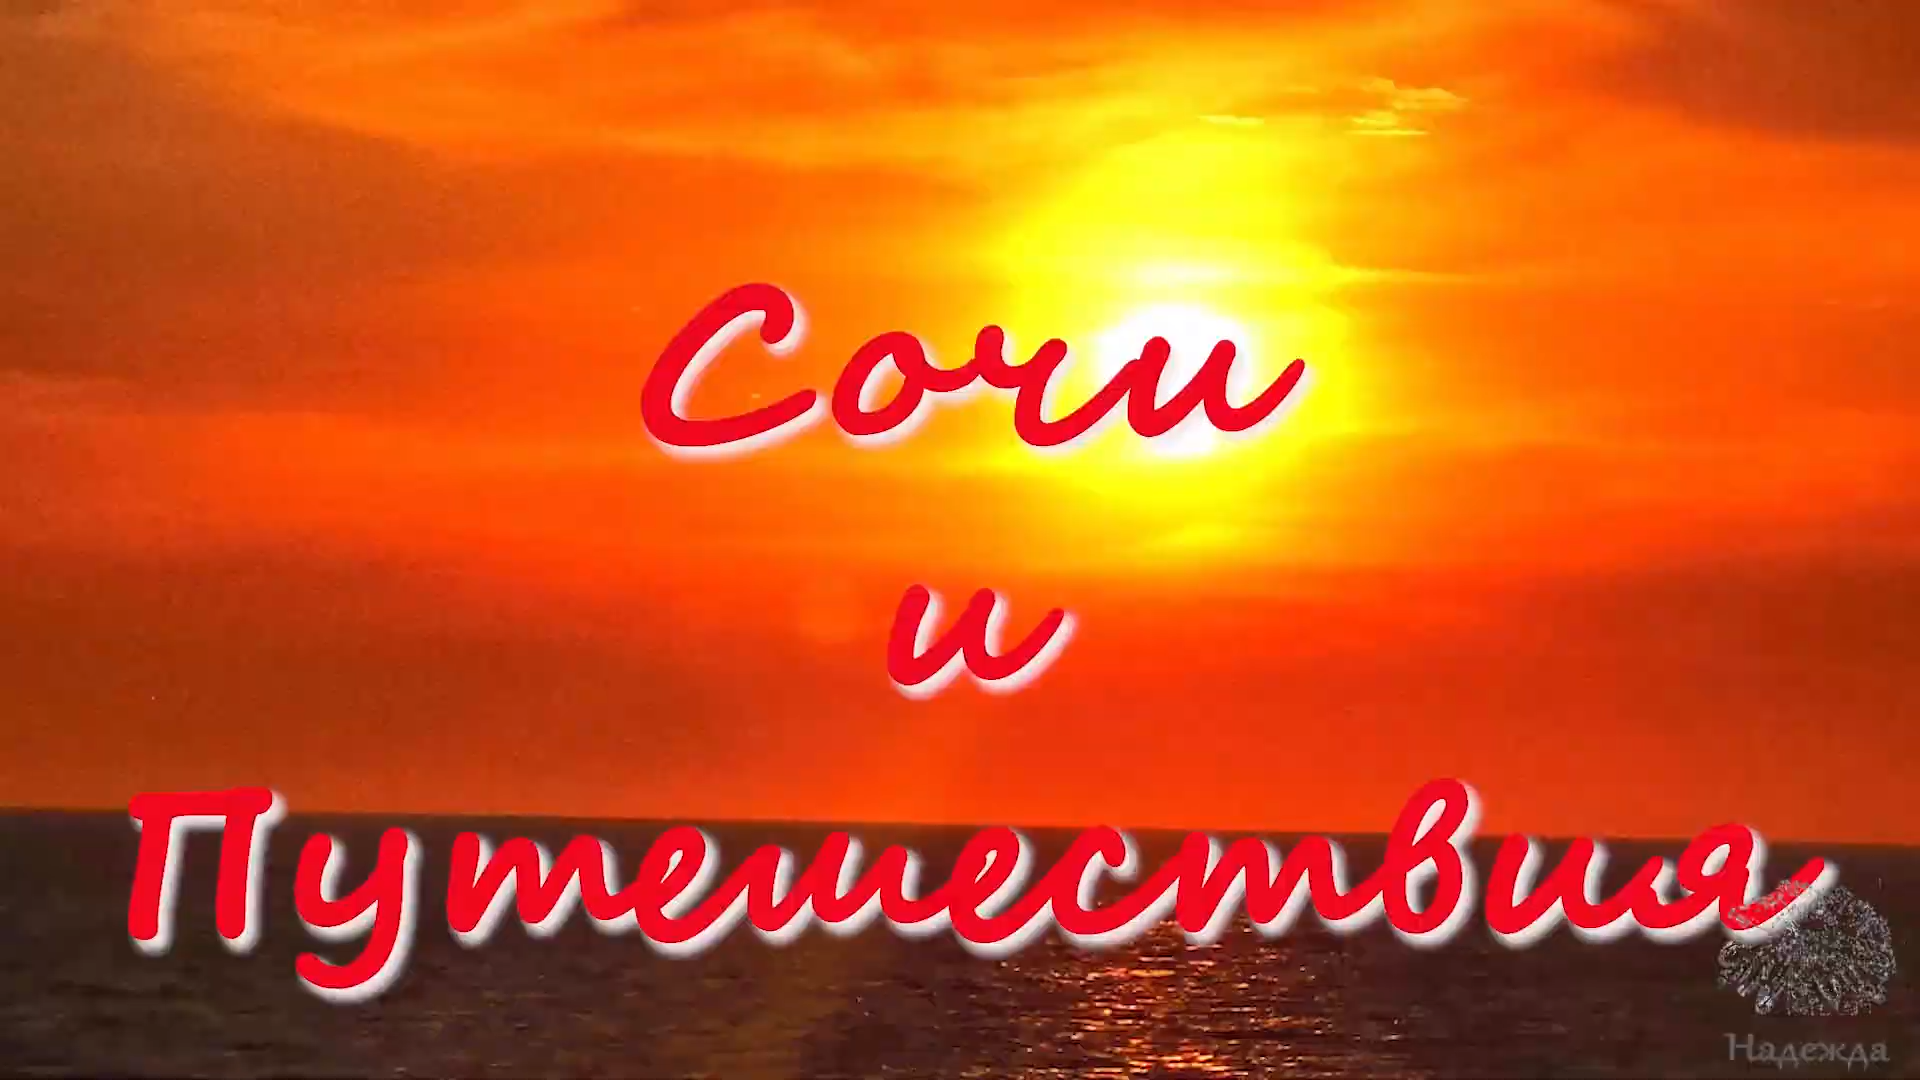 Сочи
и
Путешествия
Надежда